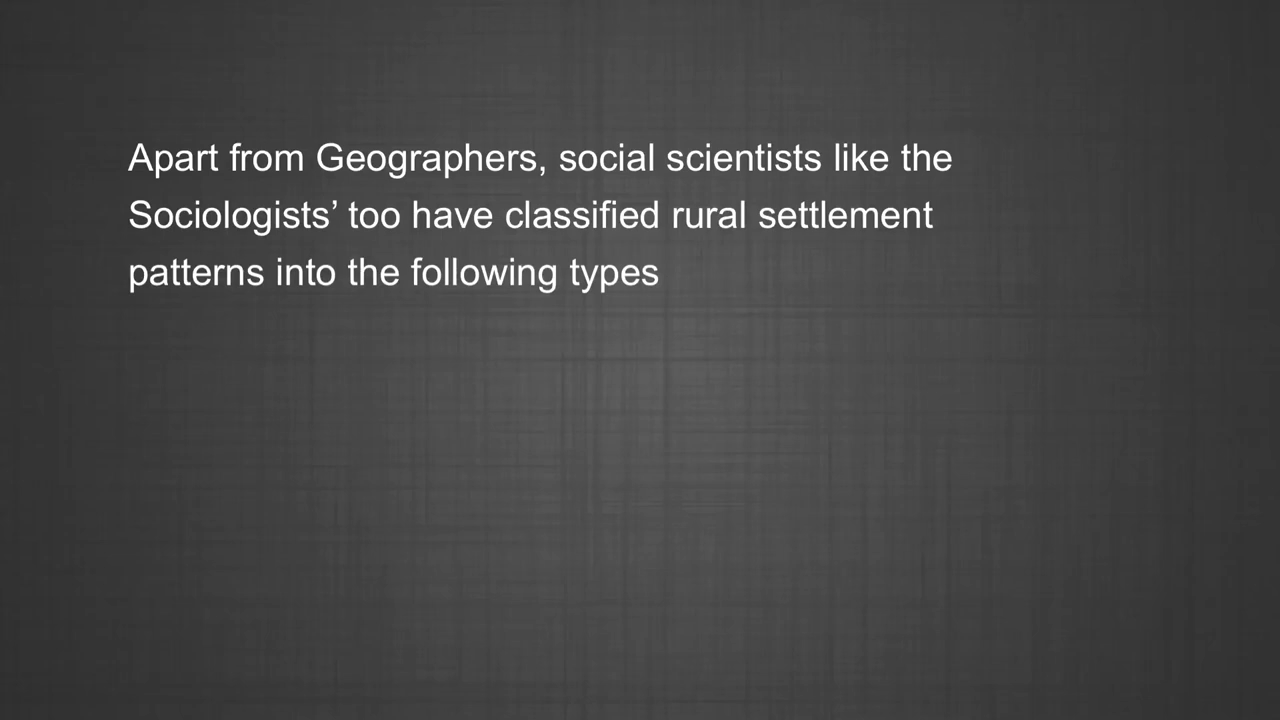 Apart from Geographers, social scientists like the
Sociologists’ too have classified rural settlement
patterns into the following types